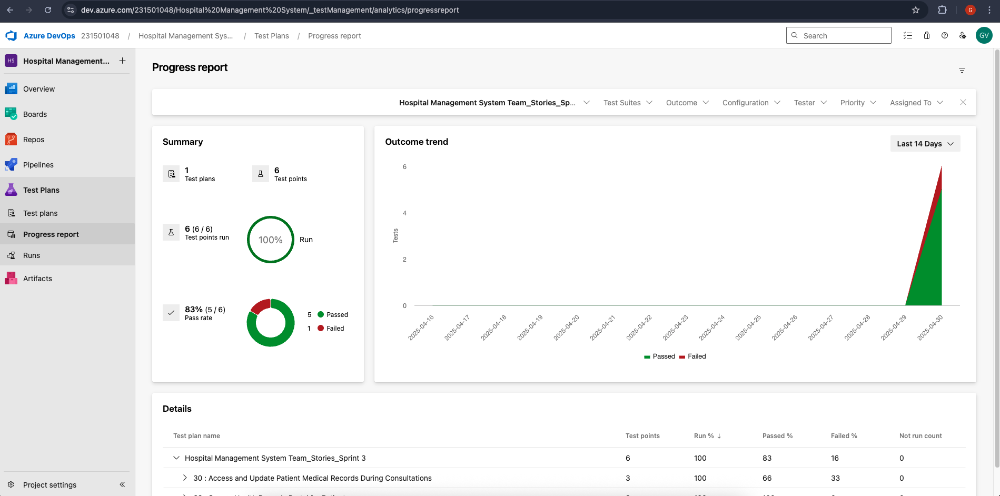 dev.azure.com/231501048/Hospital%20Management%20System/_testManagement/analytics/progressreport
G
Azure DevOps 231501048 / Hospital Management Sys... / Test Plans / Progress report
Search
GV
HS Hospital Management...
Overview
Boards
Repos
Pipelines
Test Plans
Test plans
Progress report
Runs
Artifacts
Project settings
Progress report
Hospital Management System Team_Stories_Sp... Test Suites Outcome Configuration Tester Priority Assigned To
Summary
1
Test plans
6
Test points
6 (6 / 6)
Test points run
100%
Run
83% (5 / 6)
Pass rate
5 Passed
1 Failed
Outcome trend
Last 14 Days
6
4
2
0
Tests
2025-04-16
2025-04-17
2025-04-18
2025-04-19
2025-04-20
2025-04-21
2025-04-22
2025-04-23
2025-04-24
2025-04-25
2025-04-26
2025-04-27
2025-04-28
2025-04-29
2025-04-30
Passed Failed
Details
Test plan name Test points Run % ↓ Passed % Failed % Not run count
Hospital Management System Team_Stories_Sprint 3 6 100 83 16 0
30 : Access and Update Patient Medical Records During Consultations 3 100 66 33 0